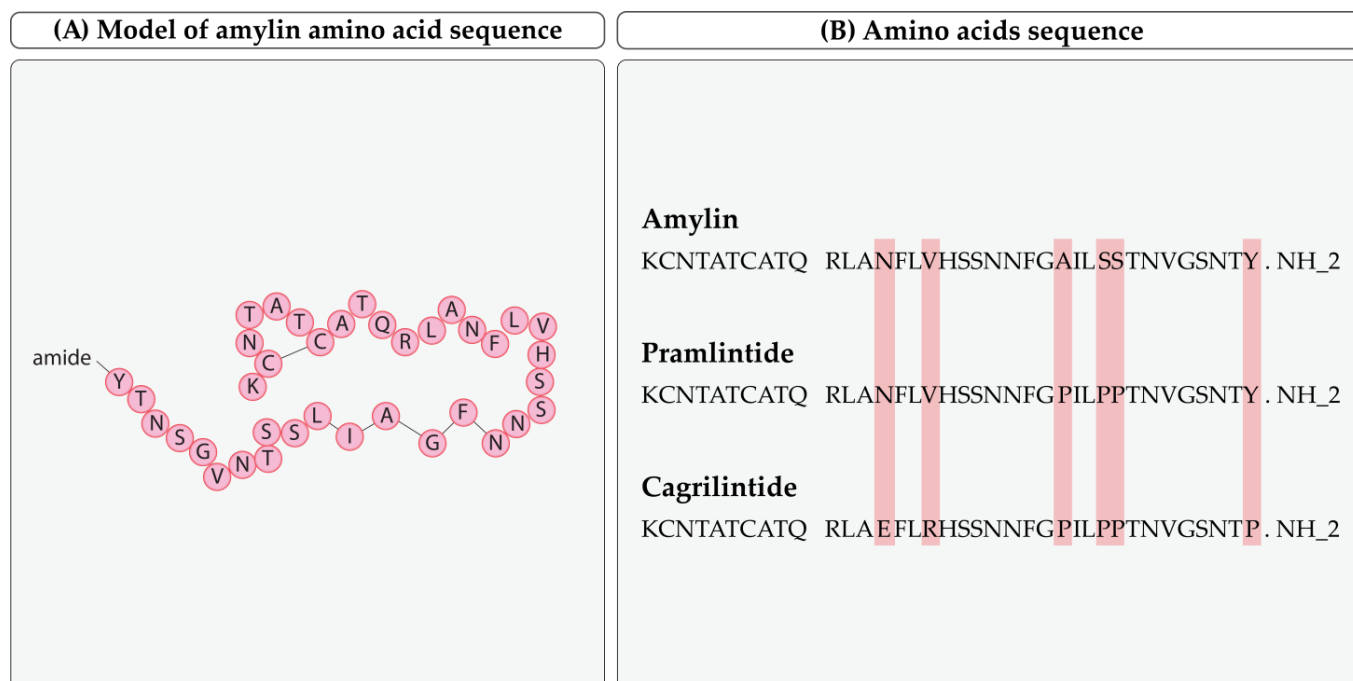 (A) Model of amylin amino acid sequence
(B) Amino acids sequence
T A T C A T Q R L A N F L V
N C
K
H
S
S
N
N
F
G
A
I
L
S
S
T
N
V
G
S
N
T
Y
amide
Amylin
KCNTATCATQ RLANFLVHSSNNFGAILSSTNVGSNTY . NH_2
Pramlintide
KCNTATCATQ RLANFLVHSSNNFGPILPPTNVGSNTY . NH_2
Cagrilintide
KCNTATCATQ RLAEFLRHSSNNFGPILPPTNVGSNTP . NH_2